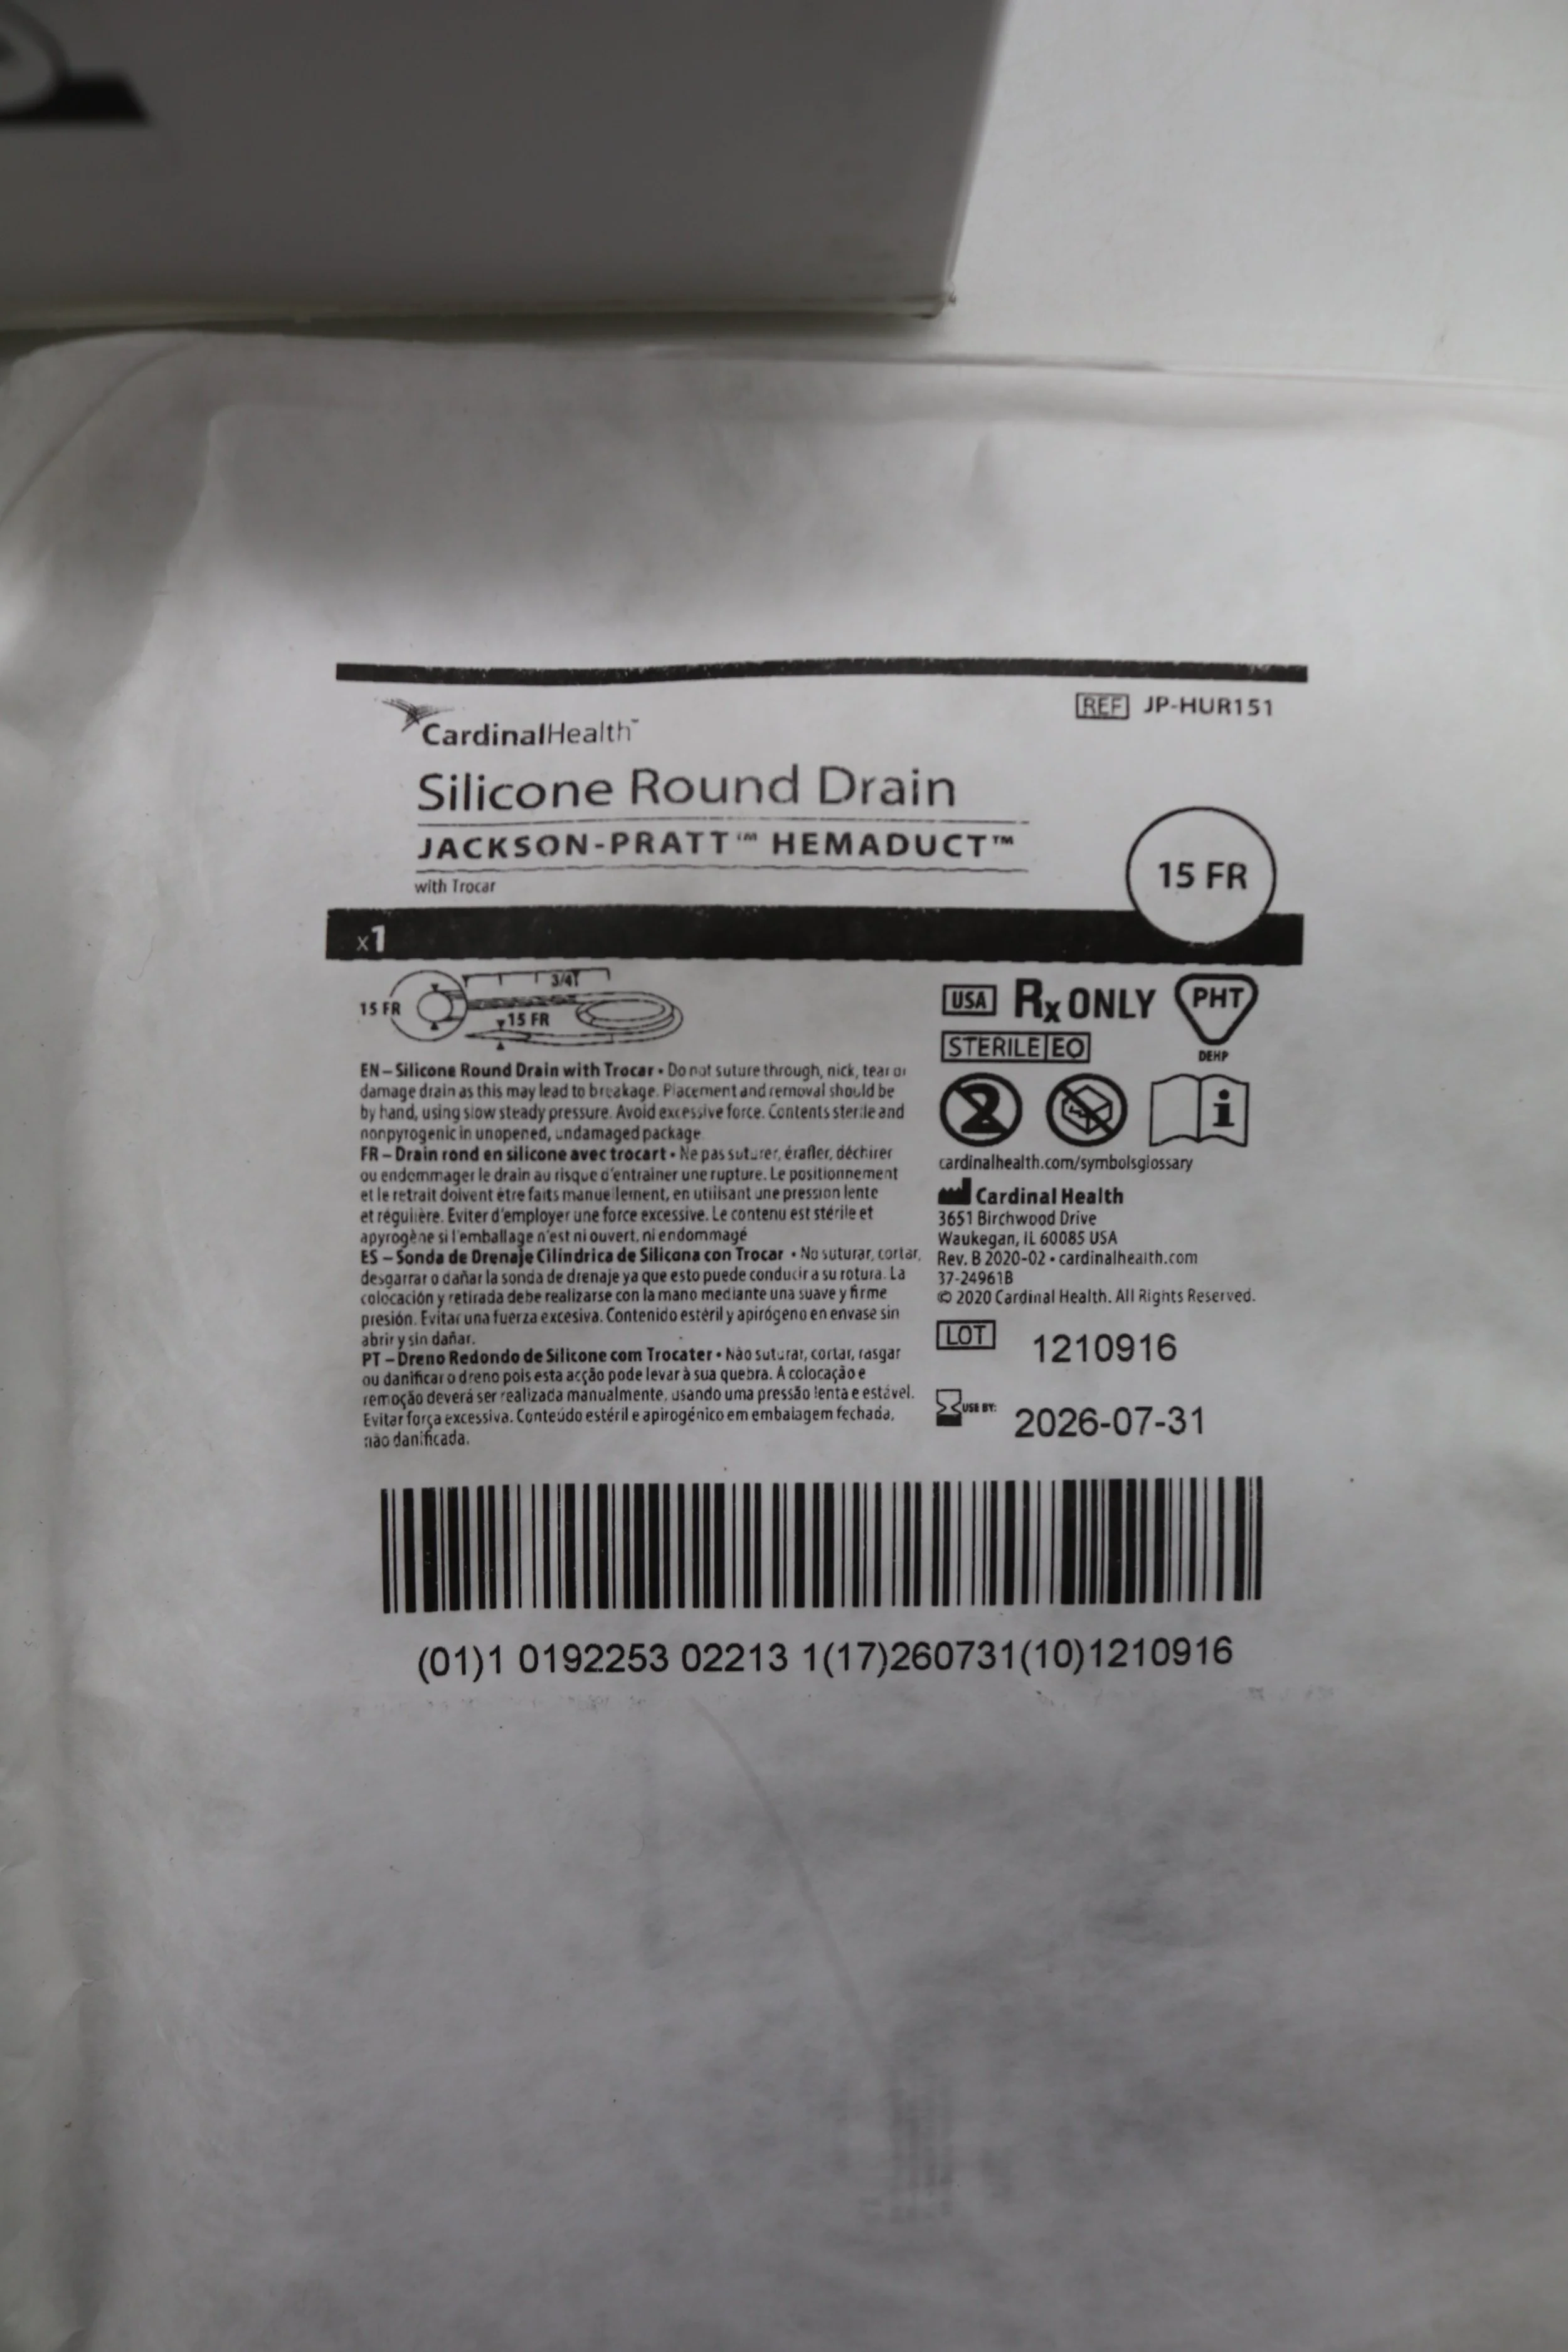 CardinalHealth™
REF JP-HUR151
Silicone Round Drain
JACKSON-PRATT™ HEMADUCT™
with Trocar
15 FR
x1
15 FR
3/4
15 FR
USA Rx ONLY PHT
DEHP
STERILE EO
2
i
EN – Silicone Round Drain with Trocar • Do not suture through, nick, tear or
damage drain as this may lead to breakage. Placement and removal should be
by hand, using slow steady pressure. Avoid excessive force. Contents sterile and
nonpyrogenic in unopened, undamaged package.
FR – Drain rond en silicone avec trocart • Ne pas suturer, érafler, déchirer
ou endommager le drain au risque d'entrainer une rupture. Le positionnement
et le retrait doivent être faits manuellement, en utilisant une pression lente
et régulière. Eviter d'employer une force excessive. Le contenu est stérile et
apyrogène si l'emballage n'est ni ouvert, ni endommagé
ES – Sonda de Drenaje Cilíndrica de Silicona con Trocar • No suturar, cortar,
desgarrar o dañar la sonda de drenaje ya que esto puede conducir a su rotura. La
colocación y retirada debe realizarse con la mano mediante una suave y firme
presión. Evitar una fuerza excesiva. Contenido estéril y apirógeno en envase sin
abrir y sin dañar.
PT – Dreno Redondo de Silicone com Trocater • Não suturar, cortar, rasgar
ou danificar o dreno pois esta acção pode levar à sua quebra. A colocação e
remoção deverá ser realizada manualmente, usando uma pressão lenta e estável.
Evitar força excessiva. Conteúdo estéril e apirogénico em embalagem fechada,
não danificada.
cardinalhealth.com/symbolsglossary
Cardinal Health
3651 Birchwood Drive
Waukegan, IL 60085 USA
Rev. B 2020-02 • cardinalhealth.com
37-24961B
© 2020 Cardinal Health. All Rights Reserved.
LOT 1210916
USE BY: 2026-07-31
(01)1 0192253 02213 1(17)260731(10)1210916